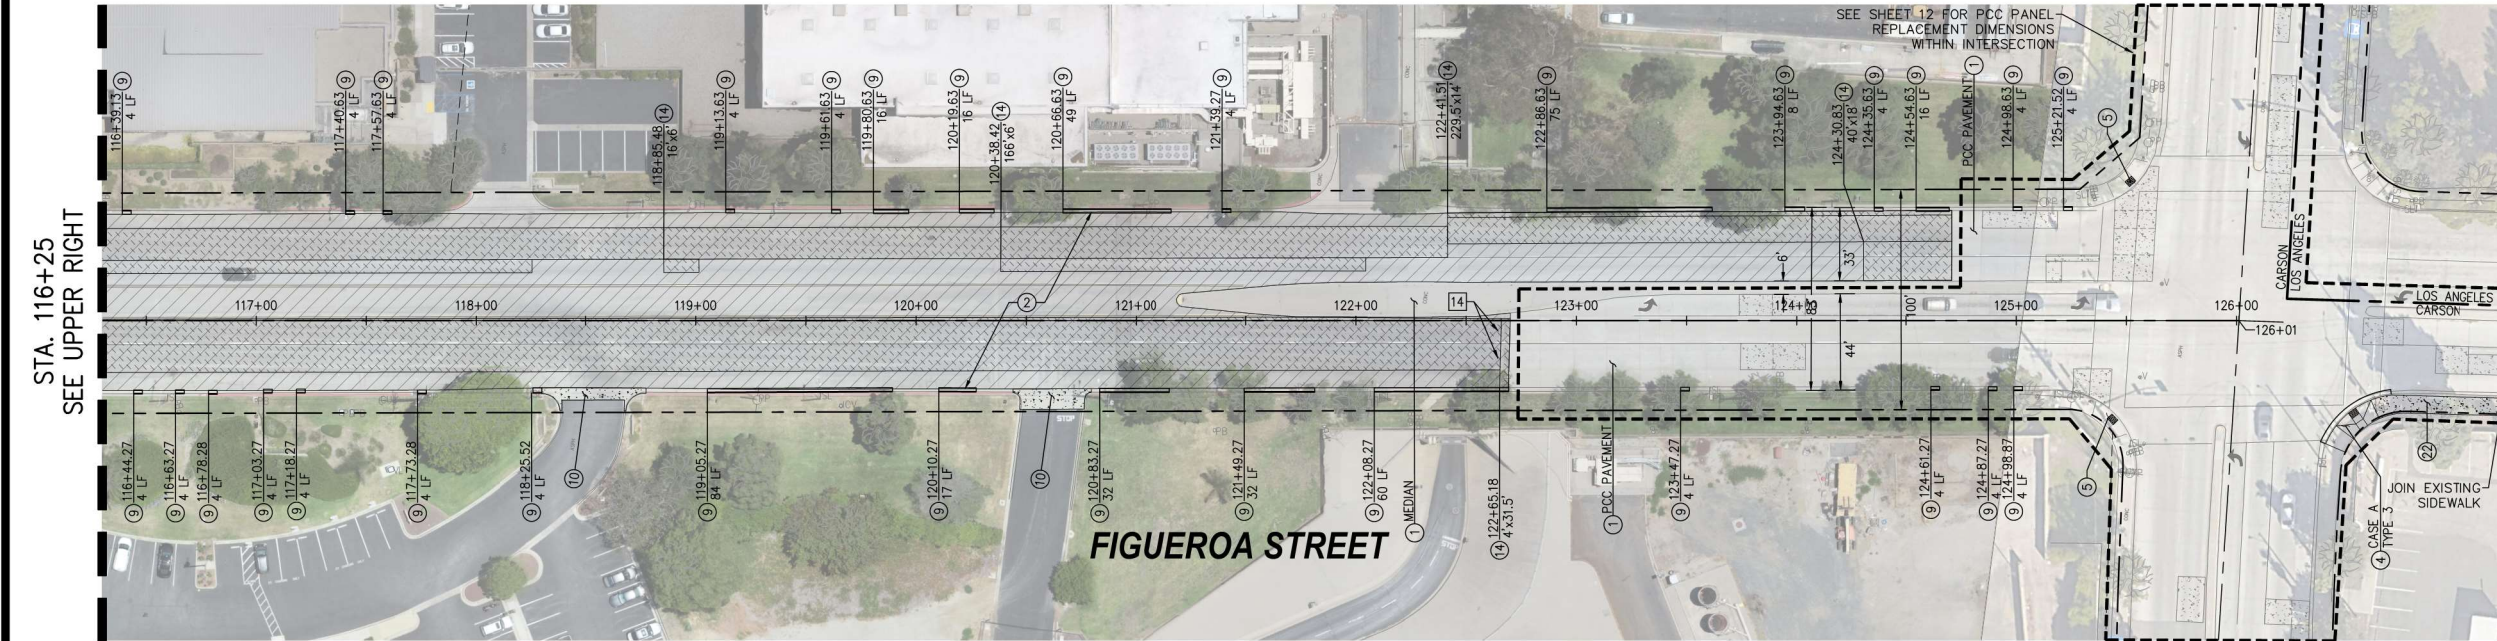 STA. 116+25
SEE UPPER RIGHT
116+39.13 9
4 LF
117+40.63 9
4 LF
117+57.63 9
4 LF
118+85.48 14
16'x6'
119+13.63 9
4 LF
119+61.63 9
4 LF
119+80.63 9
16 LF
120+19.63 9
16 LF
120+38.42 14
166'x6'
120+66.63 9
49 LF
121+39.27 9
4 LF
122+41.51 14
229.5'x14'
122+86.63 9
75 LF
123+94.63 9
8 LF
124+30.83 14
40'x18'
124+35.63 9
4 LF
124+54.63 9
16 LF
PCC PAVEMENT 1
124+98.63 9
4 LF
125+21.52 9
4 LF
5
SEE SHEET 12 FOR PCC PANEL
REPLACEMENT DIMENSIONS
WITHIN INTERSECTION
117+00
118+00
119+00
120+00
2
121+00
122+00
14
123+00
124+00
125+00
126+00
126+01
6'
33'
44'
100'
CARSON
LOS ANGELES
LOS ANGELES
CARSON
9 116+44.27
4 LF
9 116+63.27
4 LF
9 116+78.28
4 LF
9 117+03.27
4 LF
9 117+18.27
4 LF
9 117+73.28
4 LF
9 118+25.52
4 LF
10
9 119+05.27
84 LF
9 120+10.27
17 LF
10
STOP
9 120+83.27
32 LF
9 121+49.27
32 LF
9 122+08.27
60 LF
1 MEDIAN
14 122+65.18
4'x31.5'
1 PCC PAVEMENT
9 123+47.27
4 LF
9 124+61.27
4 LF
9 124+87.27
4 LF
9 124+98.87
4 LF
5
4 CASE A
TYPE 3
22
JOIN EXISTING
SIDEWALK
FIGUEROA STREET